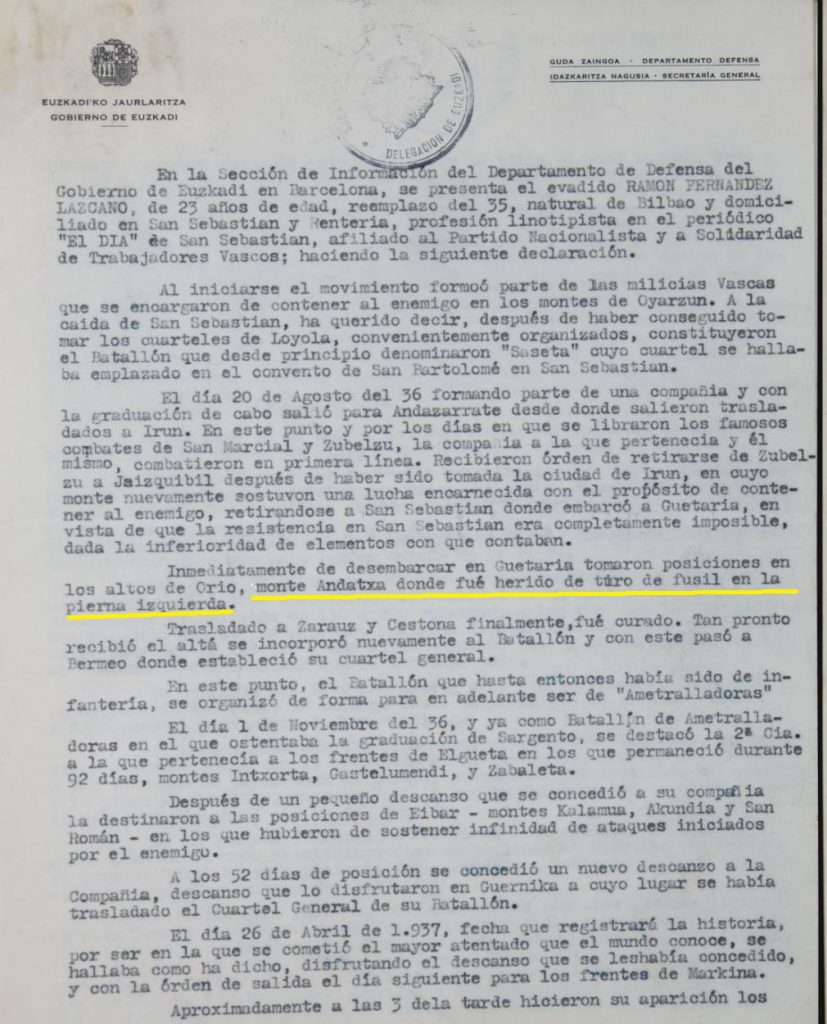 EUZKADI'KO JAURLARITZA
GOBIERNO DE EUZKADI
GUDA ZAINGOA - DEPARTAMENTO DEFENSA
IDAZKARITZA NAGUSIA - SECRETARÍA GENERAL
DELEGACION DE EUZKADI
En la Sección de Información del Departamento de Defensa del
Gobierno de Euzkadi en Barcelona, se presenta el evadido RAMON FERNANDEZ
LAZCANO, de 23 años de edad, reemplazo del 35, natural de Bilbao y domici-
liado en San Sebastian y Renteria, profesión linotipista en el periódico
"El DIA" de San Sebastian, afiliado al Partido Nacionalista y a Solidaridad
de Trabajadores Vascos; haciendo la siguiente declaración.
Al iniciarse el movimiento formoó parte de las milicias Vascas
que se encargaron de contener al enemigo en los montes de Oyarzun. A la
caida de San Sebastian, ha querido decir, después de haber conseguido to-
mar los cuarteles de Loyola, convenientemente organizados, constituyeron
el Batallón que desde principio denominaron "Saseta" cuyo cuartel se halla-
ba emplazado en el convento de San Bartolomé en San Sebastian.
El día 20 de Agosto del 36 formando parte de una compañia y con
la graduación de cabo salió para Andazarrate desde donde salieron trasla-
dados a Irun. En este punto y por los días en que se libraron los famosos
combates de San Marcial y Zubelzu, la compañia a la que pertenecia y él
mismo, combatieron en primera línea. Recibieron órden de retirarse de Zubel-
zu a Jaizquibil después de haber sido tomada la ciudad de Irun, en cuyo
monte nuevamente sostuvon una lucha encarnecida con el propósito de conte-
ner al enemigo, retirandose a San Sebastian donde embarcó a Guetaria, en
vista de que la resistencia en San Sebastian era completamente imposible,
dada la inferioridad de elementos con que contaban.
Inmediatamente de desembarcar en Guetaria tomaron posiciones en
los altos de Orio, monte Andatxa donde fué herido de túro de fusil en la
pierna izquierda.
Trasladado a Zarauz y Cestona finalmente,fué curado. Tan pronto
recibió el altá se incorporó nuevamente al Batallón y con este pasó a
Bermeo donde estableció su cuartel general.
En este punto, el Batallón que hasta entonces había sido de in-
fantería, se organizó de forma para en adelante ser de "Ametralladoras"
El día 1 de Noviembre del 36, y ya como Batallón de Ametralla-
doras en el que ostentaba la graduación de Sargento, se destacó la 2ª Cia.
a la que pertenecía a los frentes de Elgueta en los que permaneció durante
92 días, montes Intxorta, Gastelumendi, y Zabaleta.
Después de un pequeño descanso que se concedió a su compañia
la destinaron a las posiciones de Eibar - montes Kalamua, Akundia y San
Román - en los que hubieron de sostener infinidad de ataques iniciados
por el enemigo.
A los 52 días de posición se concedió un nuevo descanzo a la
Compañia, descanso que lo disfrutaron en Guernika a cuyo lugar se había
trasladado el Cuartel General de su Batallón.
El día 26 de Abril de 1.937, fecha que registrará la historia,
por ser en la que se cometió el mayor atentado que el mundo conoce, se
hallaba como ha dicho, disfrutando el descanso que se leshabía concedido,
y con la órden de salida el día siguiente para los frentes de Markina.
Aproximadamente a las 3 dela tarde hicieron su aparición los